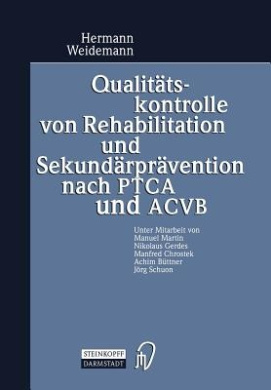 Hermann
Weidemann
Qualitäts-
kontrolle
von Rehabilitation
und
Sekundärprävention
nach PTCA
und ACVB
Unter Mitarbeit von
Manuel Martin
Nikolaus Gerdes
Manfred Chrostek
Achim Büttner
Jörg Schuon
STEINKOPFF
DARMSTADT